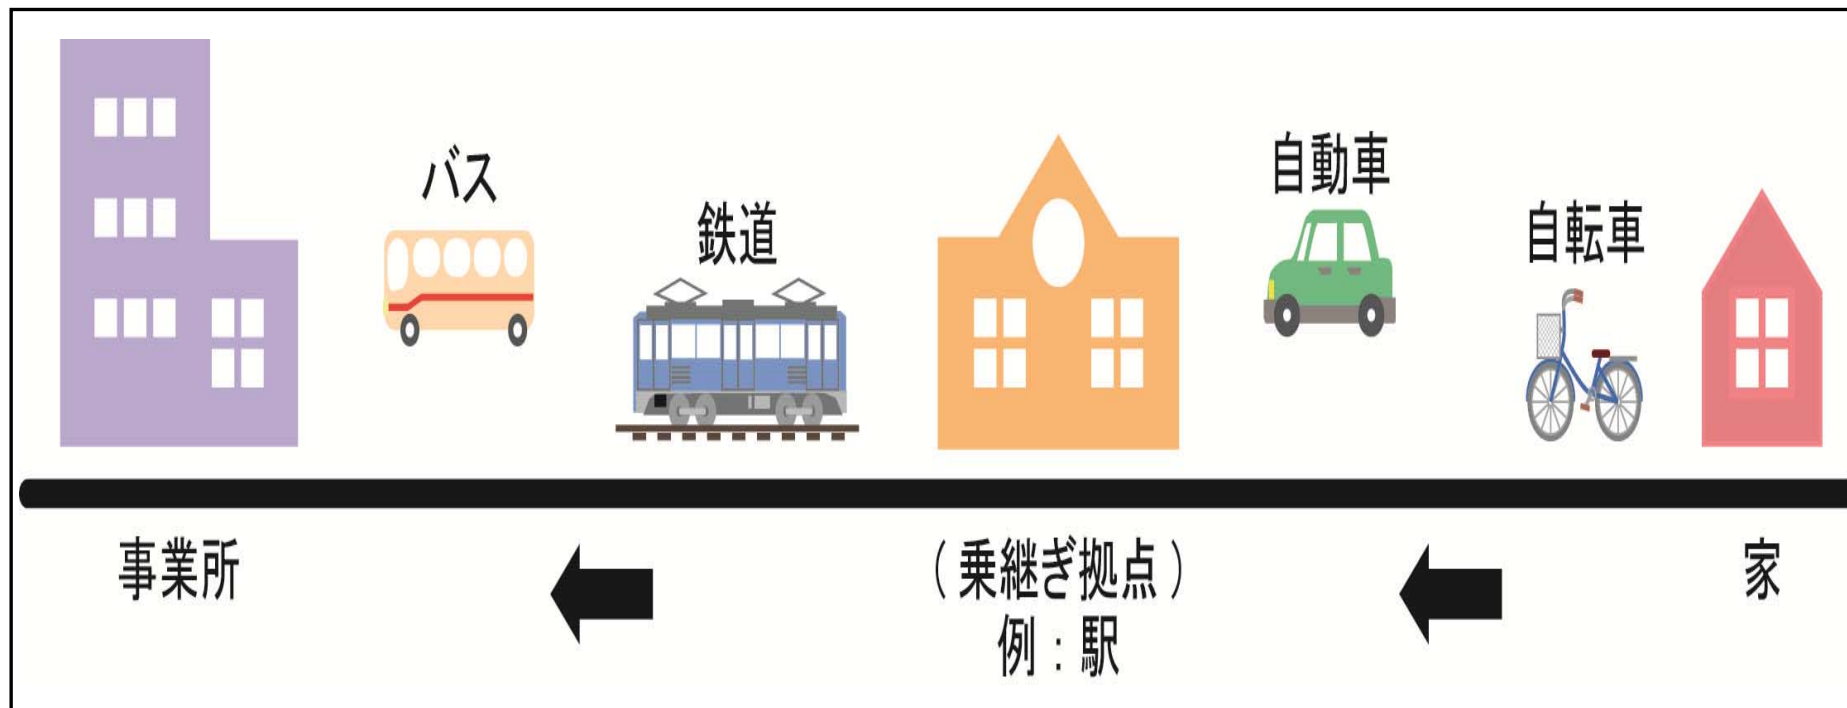 バス
鉄道
自動車
自転車
事業所
（乗継ぎ拠点）
例：駅
家